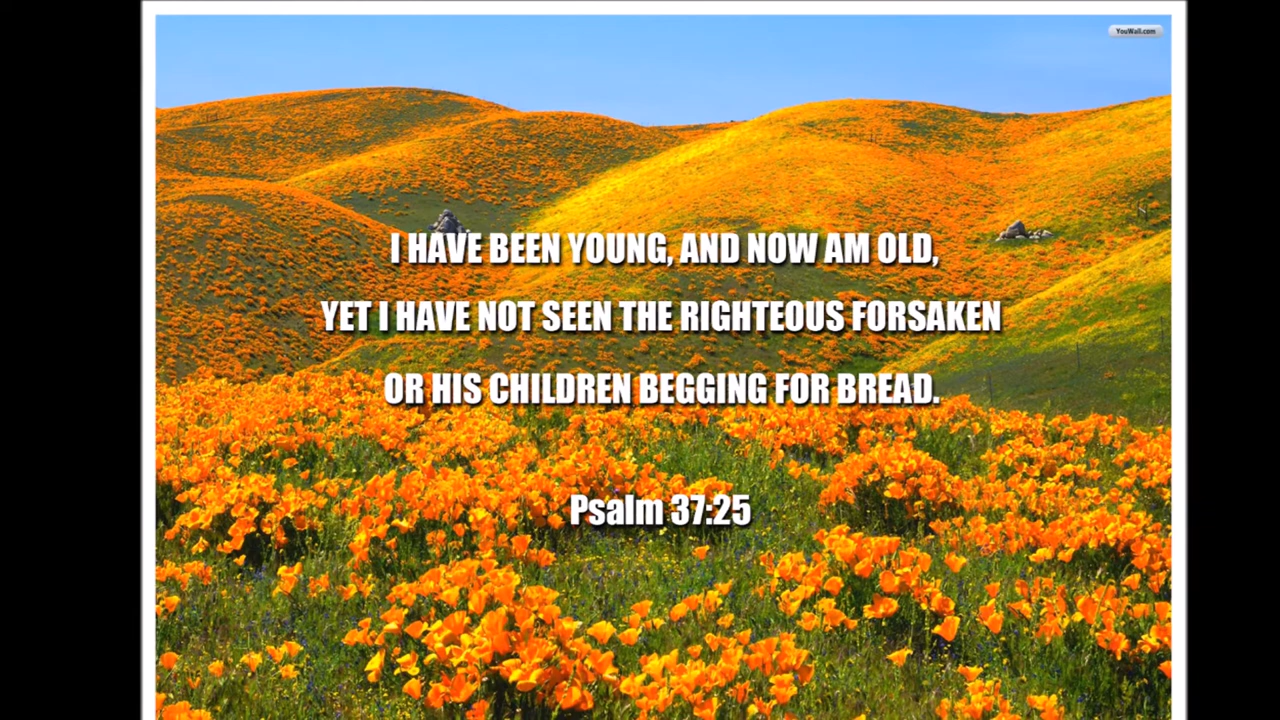 YouWall.com
I HAVE BEEN YOUNG, AND NOW AM OLD,
YET I HAVE NOT SEEN THE RIGHTEOUS FORSAKEN
OR HIS CHILDREN BEGGING FOR BREAD.
Psalm 37:25